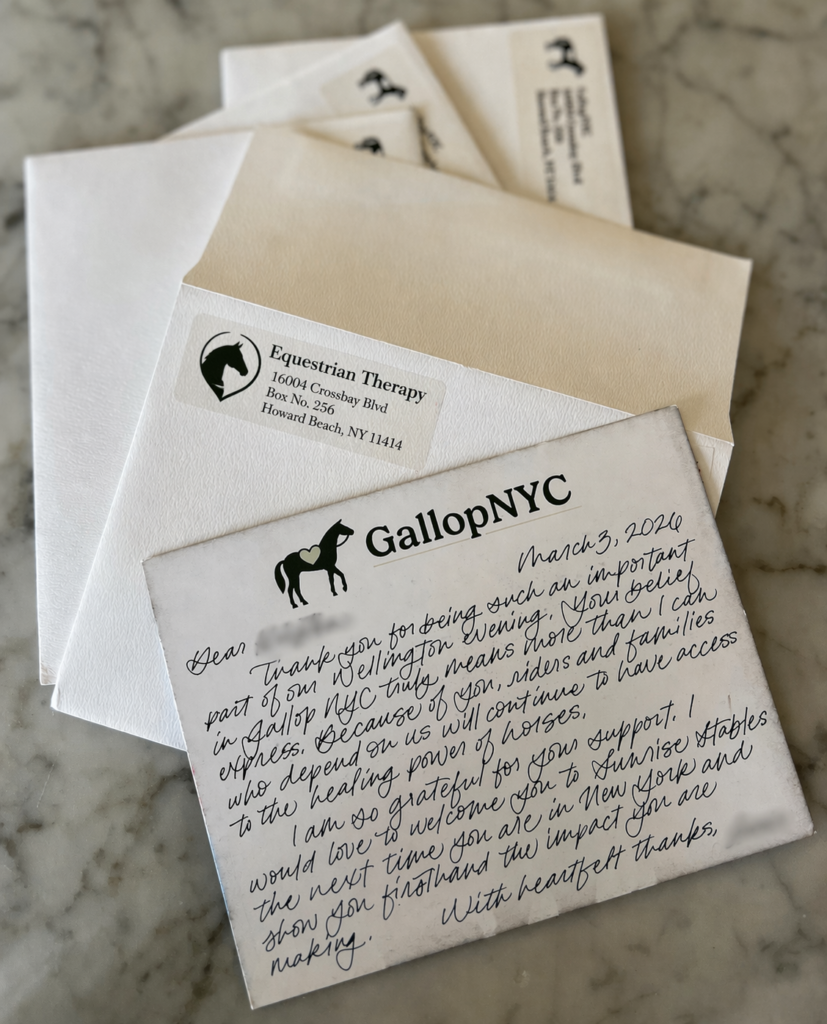 GallopNYC
Equestrian Therapy
16004 Crossbay Blvd
Box No. 256
Howard Beach, NY 11414
GallopNYC
March 3, 2026
Dear
Thank you for being such an important
part of our Wellington evening. Your belief
in Gallop NYC truly means more than I can
express. Because of you, riders and families
who depend on us will continue to have access
to the healing power of horses.
I am so grateful for your support. I
would love to welcome you to Sunrise Stables
the next time you are in New York and
show you firsthand the impact you are
making.
With heartfelt thanks,